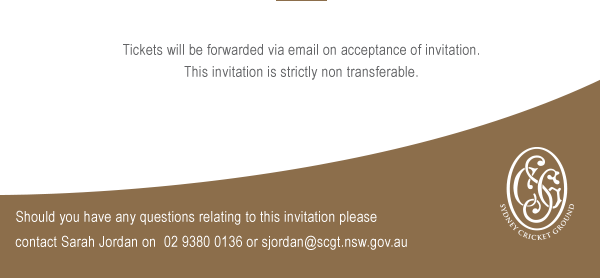 Tickets will be forwarded via email on acceptance of invitation.
This invitation is strictly non transferable.
SYDNEY CRICKET GROUND
Should you have any questions relating to this invitation please
contact Sarah Jordan on  02 9380 0136 or sjordan@scgt.nsw.gov.au